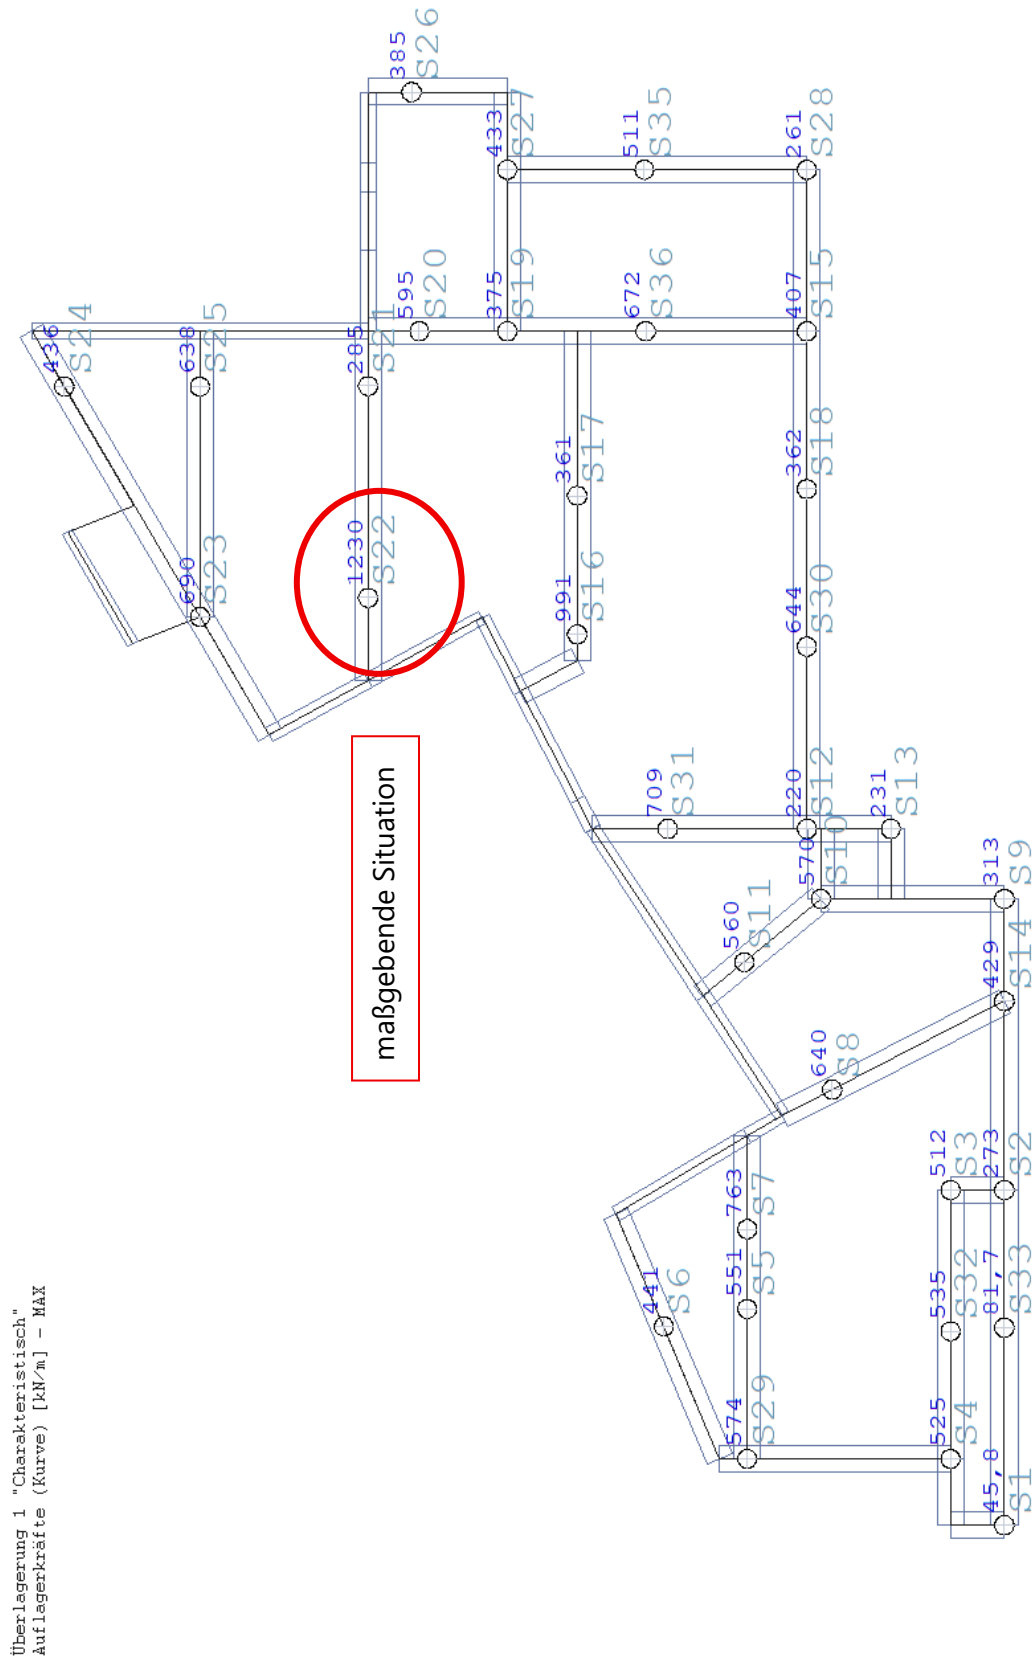 Überlagerung 1 "Charakteristisch"
Auflagerkräfte (Kurve) [kN/m] - MAX
385
S26
433
S27
511
S35
261
S28
436
S24
638
S25
285
S21
595
S20
375
S19
672
S36
407
S15
690
S23
1230
S22
361
S17
991
S16
362
S18
644
S30
709
S31
220
S12
231
S13
570
S10
560
S11
313
S9
429
S14
640
S8
maßgebende Situation
512
S3
273
S2
763
S7
551
S5
441
S6
574
S29
535
S32
81,7
S33
525
S4
45,8
S1